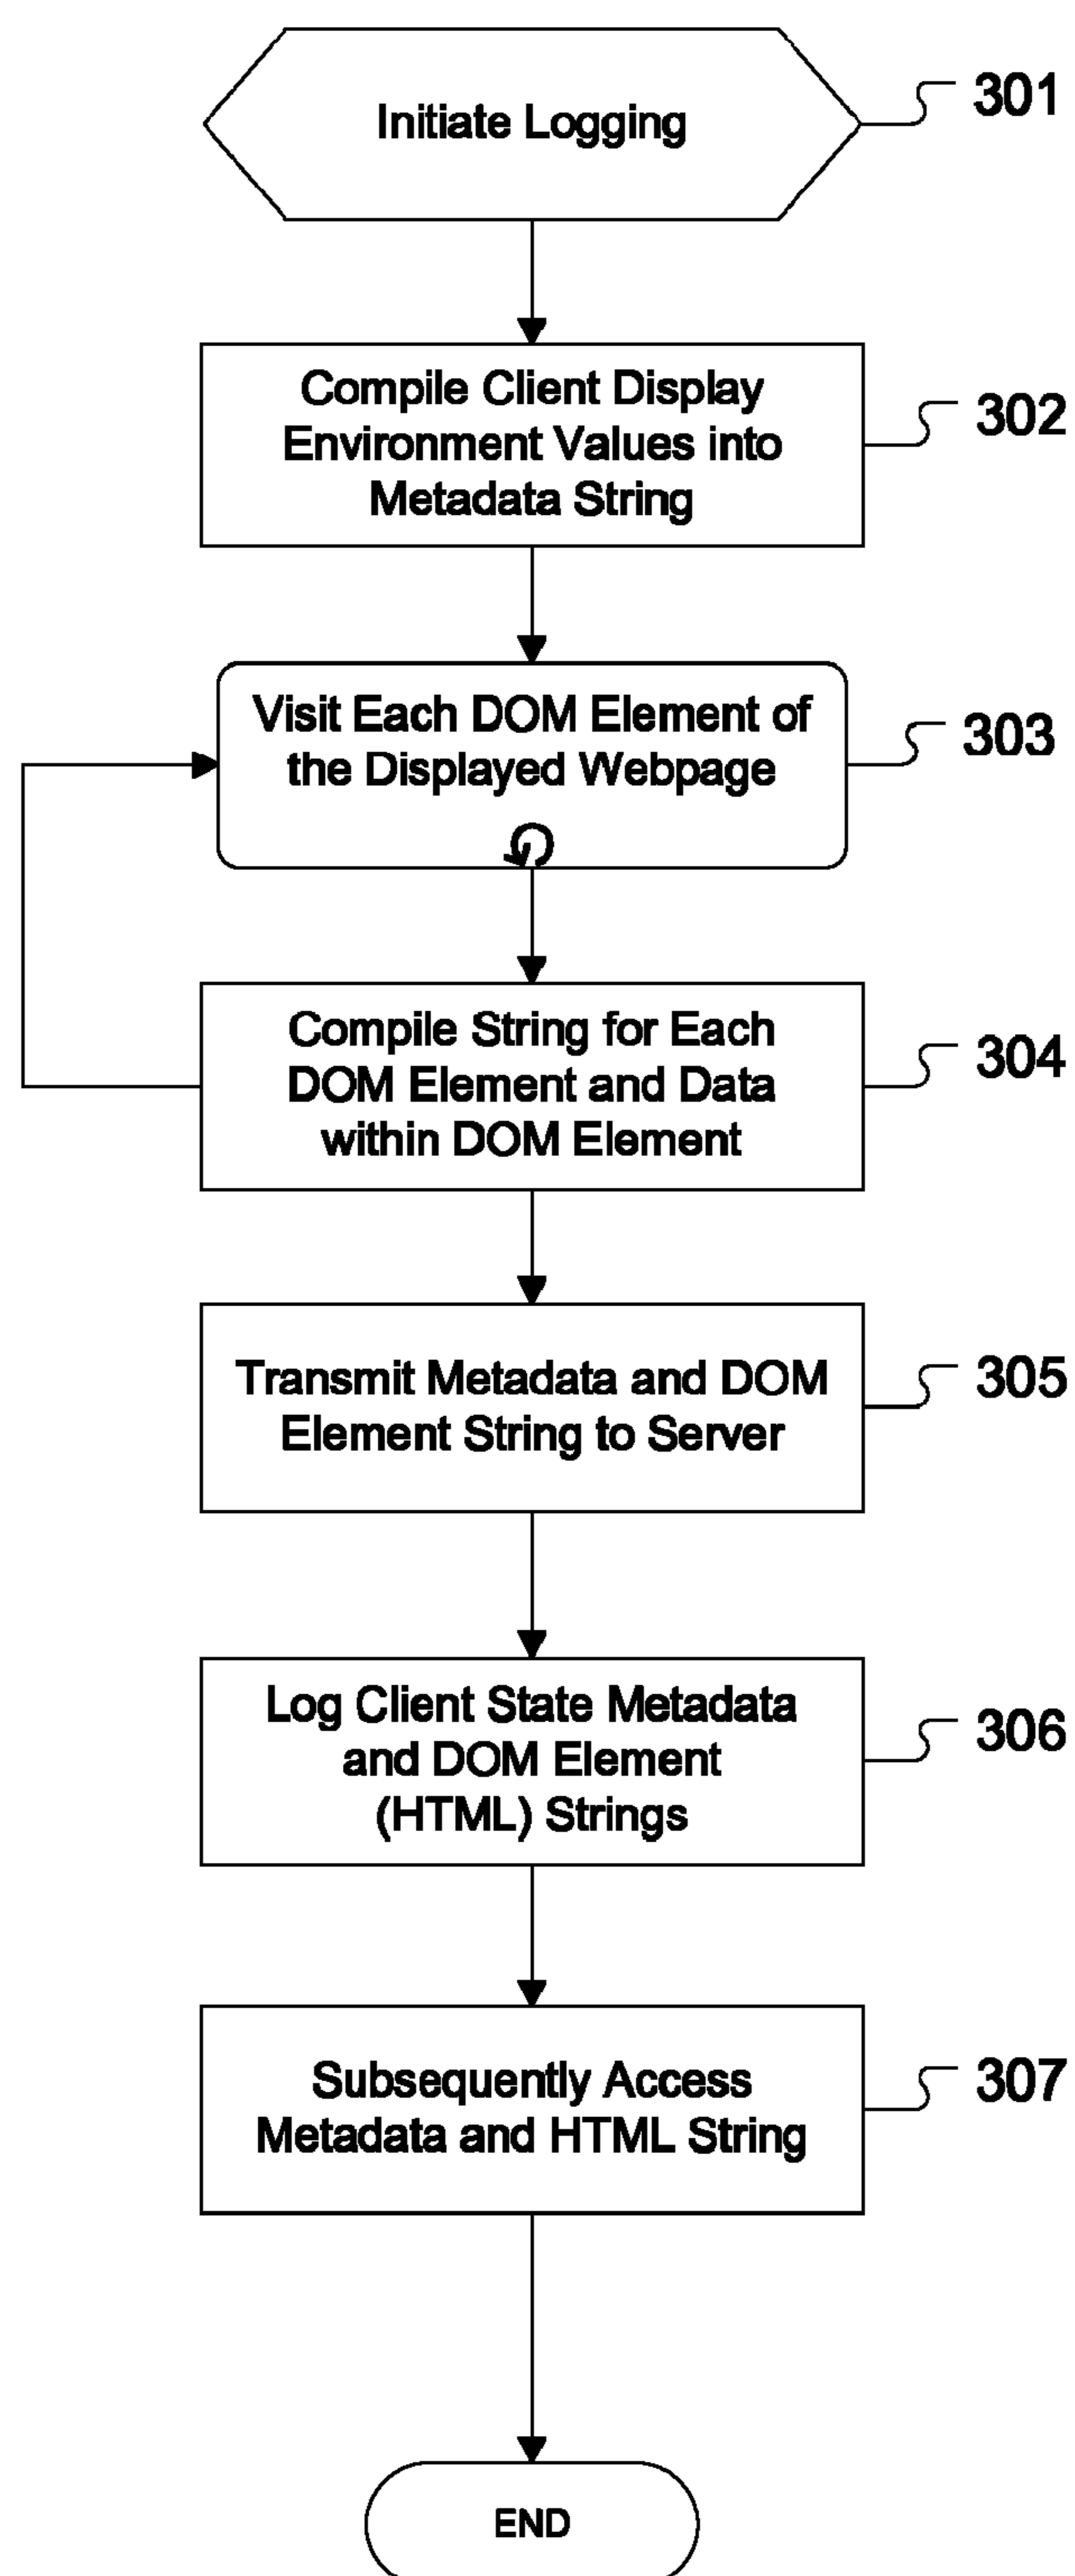 Initiate Logging
301
Compile Client Display
Environment Values into
Metadata String
302
Visit Each DOM Element of
the Displayed Webpage
303
Compile String for Each
DOM Element and Data
within DOM Element
304
Transmit Metadata and DOM
Element String to Server
305
Log Client State Metadata
and DOM Element
(HTML) Strings
306
Subsequently Access
Metadata and HTML String
307
END